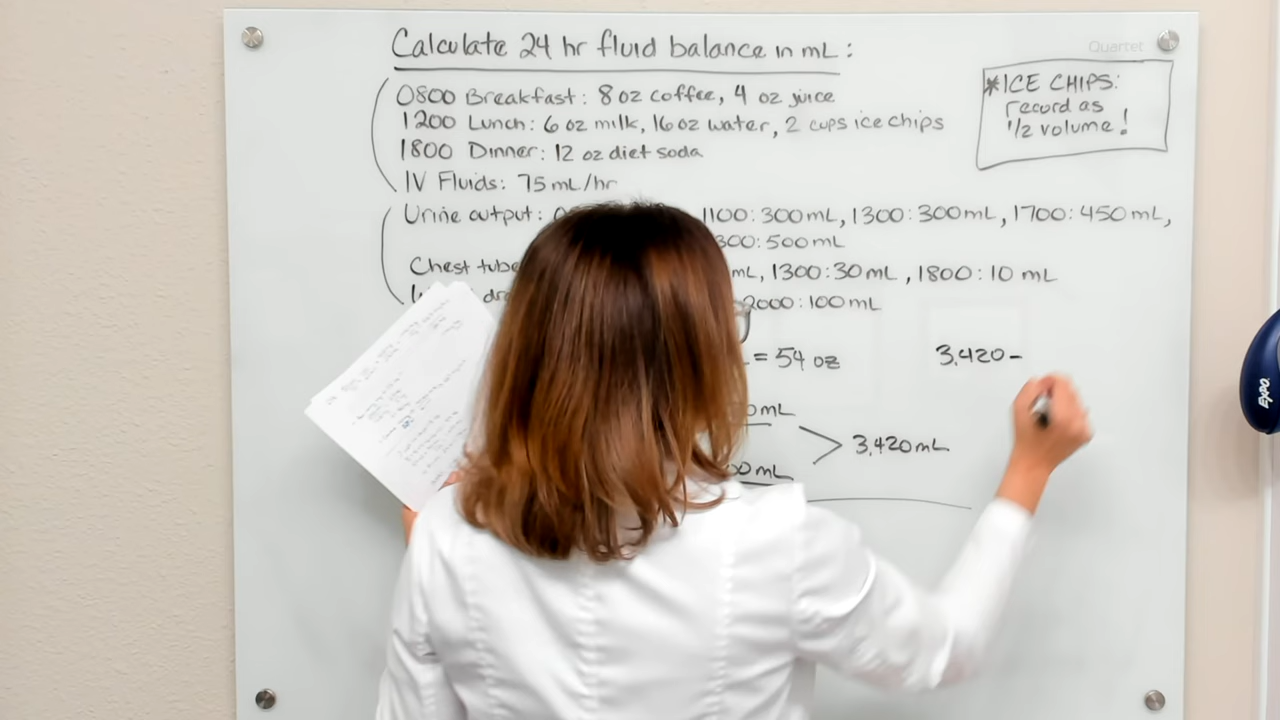 Calculate 24 hr fluid balance in mL:
Quartet
*ICE CHIPS:
record as
1/2 volume!
0800 Breakfast: 8 oz coffee, 4 oz juice
1200 Lunch: 6 oz milk, 16 oz water, 2 cups ice chips
1800 Dinner: 12 oz diet soda
IV Fluids: 75 mL/hr
Urine output: 1100: 300 mL, 1300: 300 mL, 1700: 450 mL,
300: 500 mL
Chest tube mL, 1300: 30 mL, 1800: 10 mL
2000: 100 mL
= 54 oz
3,420 -
0 mL
> 3,420 mL
00 mL
EXPO